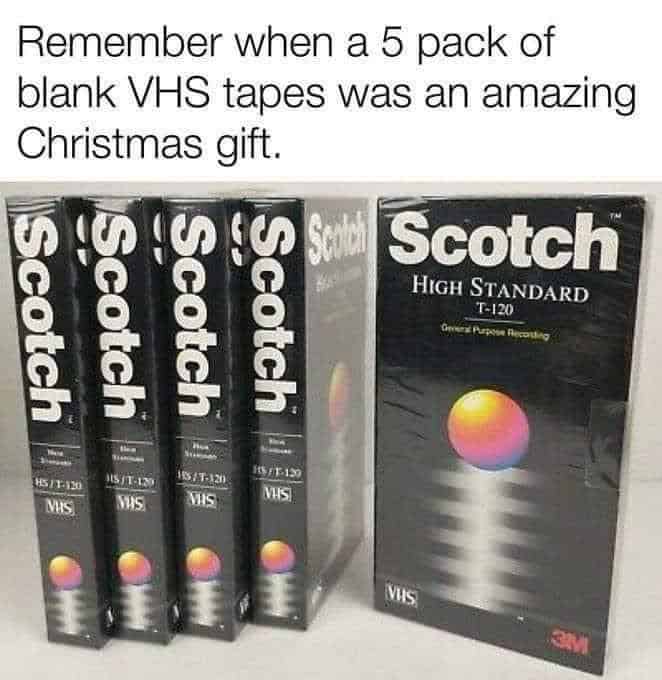 Remember when a 5 pack of
blank VHS tapes was an amazing
Christmas gift.
Scotch
HS/T-120
VHS
Scotch
HS/T-120
VHS
Scotch
HS/T-120
VHS
Scotch
HS/T-120
VHS
Scotch
Scotch™
HIGH STANDARD
T-120
General Purpose Recording
VHS
3M